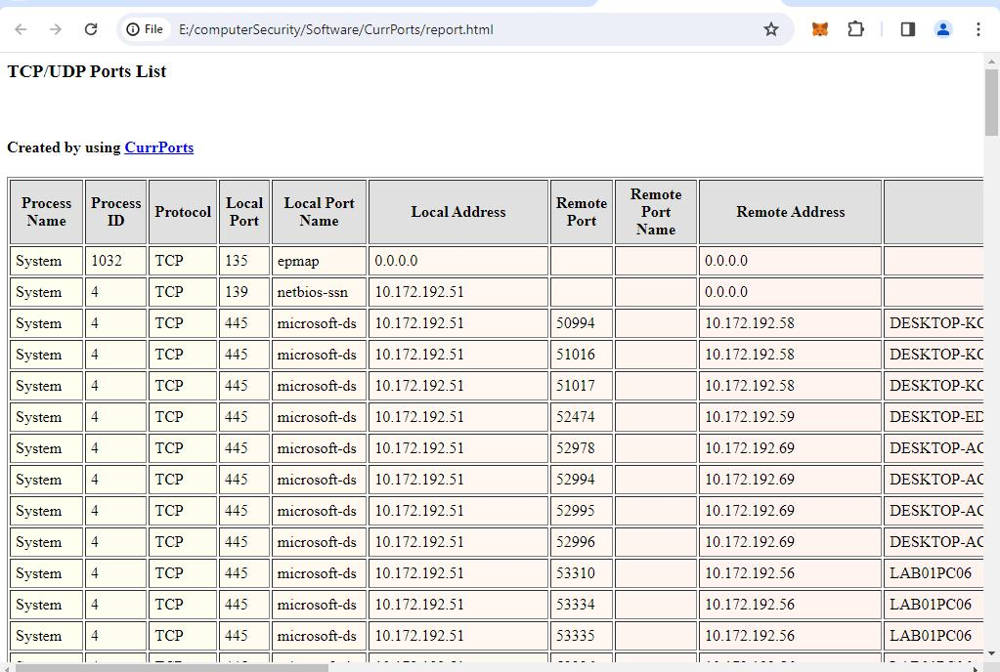 File E:/computerSecurity/Software/CurrPorts/report.html
TCP/UDP Ports List
Created by using CurrPorts
Process Name Process ID Protocol Local Port Local Port Name Local Address Remote Port Remote Port Name Remote Address
System 1032 TCP 135 epmap 0.0.0.0 0.0.0.0
System 4 TCP 139 netbios-ssn 10.172.192.51 0.0.0.0
System 4 TCP 445 microsoft-ds 10.172.192.51 50994 10.172.192.58 DESKTOP-KC
System 4 TCP 445 microsoft-ds 10.172.192.51 51016 10.172.192.58 DESKTOP-KC
System 4 TCP 445 microsoft-ds 10.172.192.51 51017 10.172.192.58 DESKTOP-KC
System 4 TCP 445 microsoft-ds 10.172.192.51 52474 10.172.192.59 DESKTOP-ED
System 4 TCP 445 microsoft-ds 10.172.192.51 52978 10.172.192.69 DESKTOP-AC
System 4 TCP 445 microsoft-ds 10.172.192.51 52994 10.172.192.69 DESKTOP-AC
System 4 TCP 445 microsoft-ds 10.172.192.51 52995 10.172.192.69 DESKTOP-AC
System 4 TCP 445 microsoft-ds 10.172.192.51 52996 10.172.192.69 DESKTOP-AC
System 4 TCP 445 microsoft-ds 10.172.192.51 53310 10.172.192.56 LAB01PC06
System 4 TCP 445 microsoft-ds 10.172.192.51 53334 10.172.192.56 LAB01PC06
System 4 TCP 445 microsoft-ds 10.172.192.51 53335 10.172.192.56 LAB01PC06